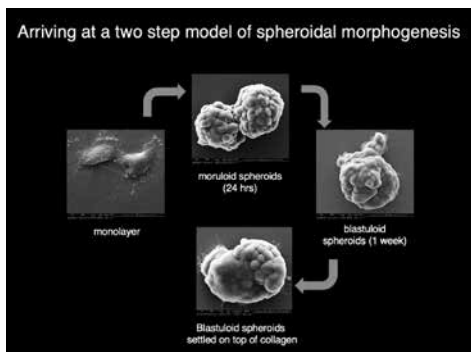 Arriving at a two step model of spheroidal morphogenesis
moruloid spheroids
(24 hrs)
monolayer
blastuloid
spheroids (1 week)
Blastuloid spheroids
settled on top of collagen